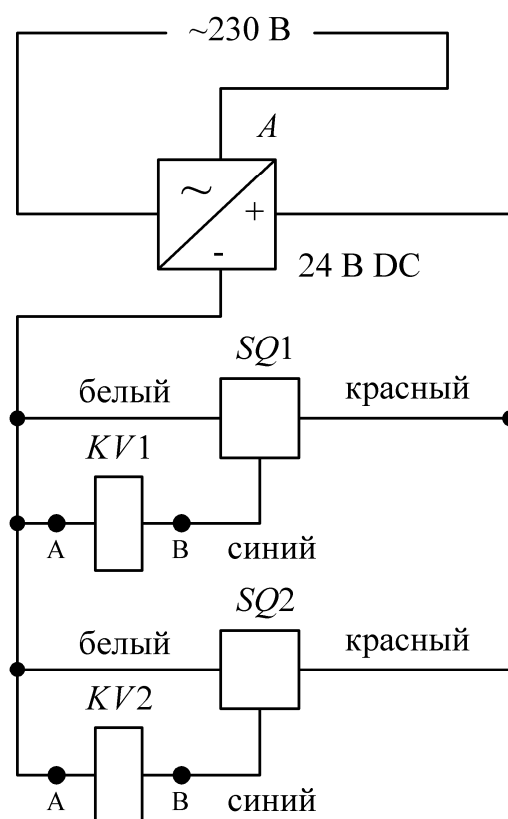 ~230 В
A
~
+
-
24 В DC
SQ1
белый
красный
KV1
A
B
синий
SQ2
белый
красный
KV2
A
B
синий